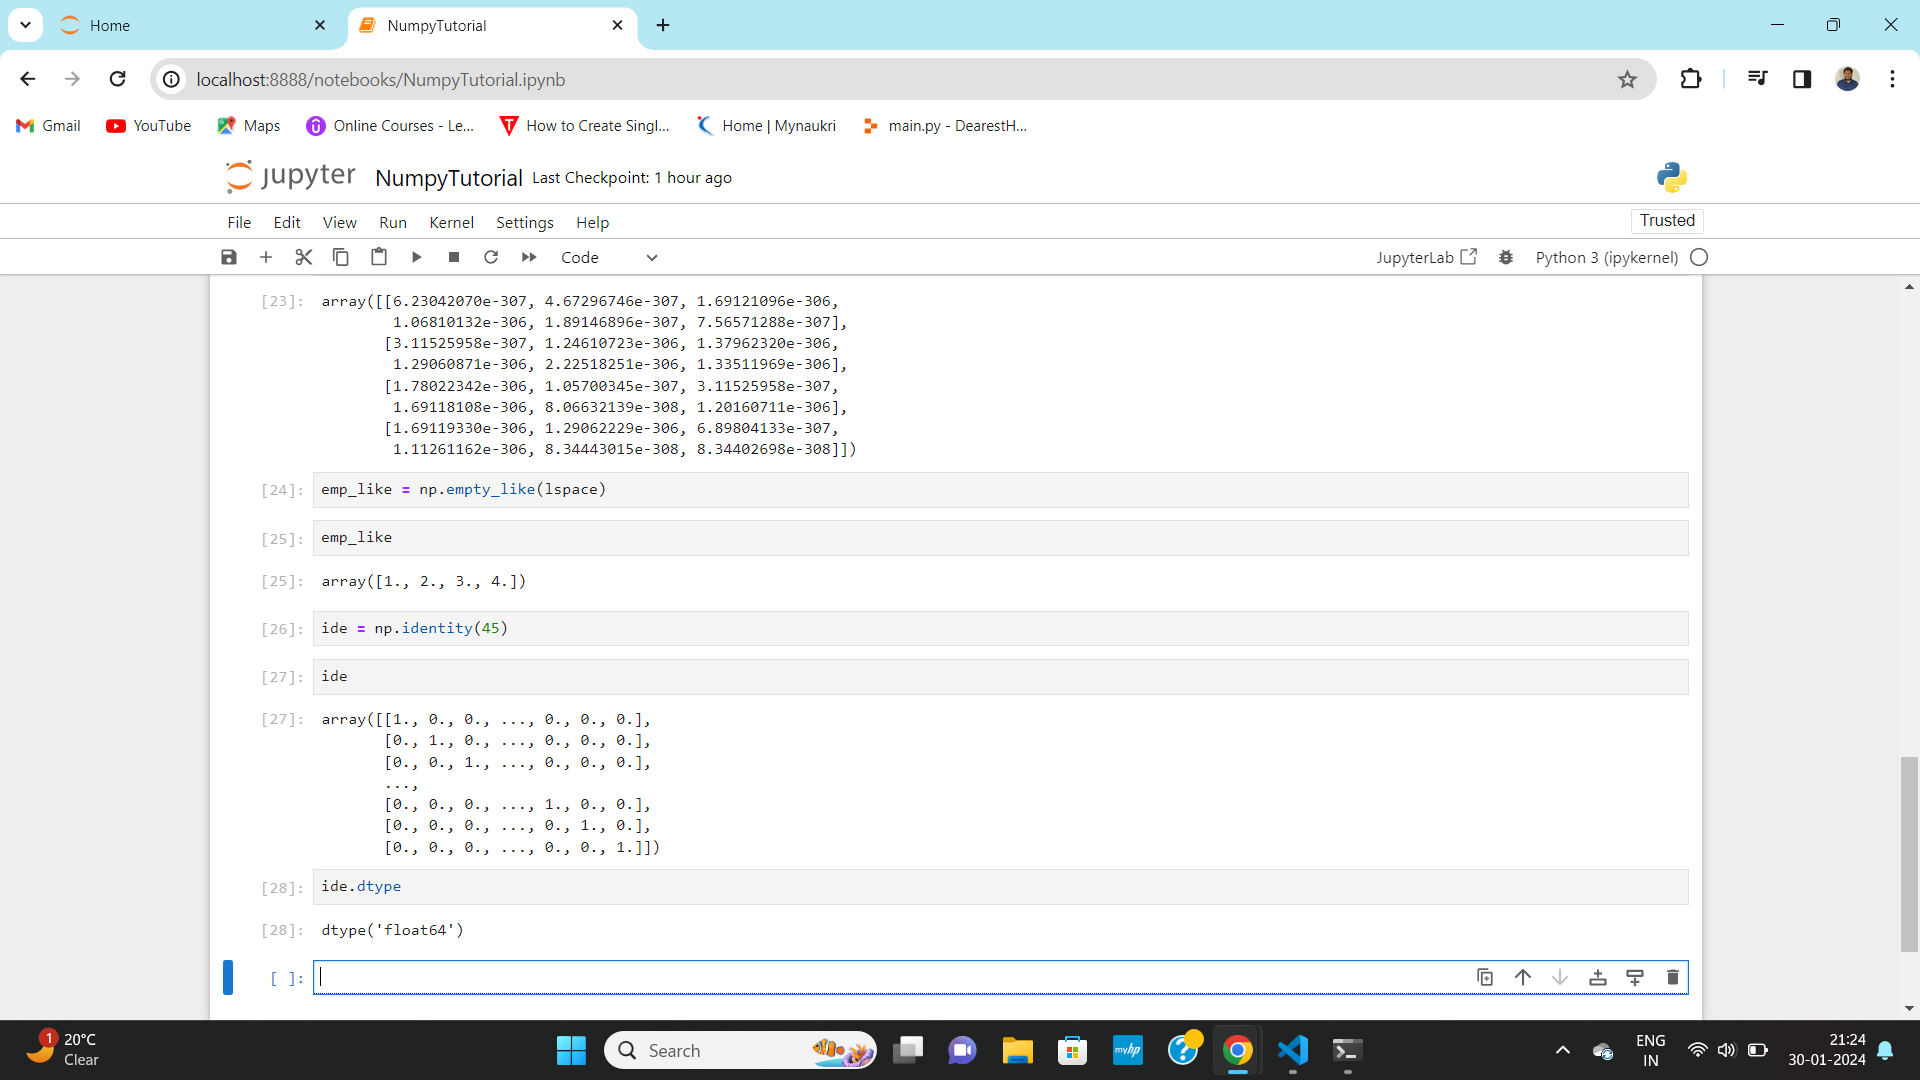 Home
NumpyTutorial
localhost:8888/notebooks/NumpyTutorial.ipynb
Gmail
YouTube
Maps
Online Courses - Le...
How to Create Singl...
Home | Mynaukri
main.py - DearestH...
jupyter NumpyTutorial Last Checkpoint: 1 hour ago
File Edit View Run Kernel Settings Help
Trusted
Code
JupyterLab
Python 3 (ipykernel)
[23]: array([[6.23042070e-307, 4.67296746e-307, 1.69121096e-306,
1.06810132e-306, 1.89146896e-307, 7.56571288e-307],
[3.11525958e-307, 1.24610723e-306, 1.37962320e-306,
1.29060871e-306, 2.22518251e-306, 1.33511969e-306],
[1.78022342e-306, 1.05700345e-307, 3.11525958e-307,
1.69118108e-306, 8.06632139e-308, 1.20160711e-306],
[1.69119330e-306, 1.29062229e-306, 6.89804133e-307,
1.11261162e-306, 8.34443015e-308, 8.34402698e-308]])
[24]: emp_like = np.empty_like(lspace)
[25]: emp_like
[25]: array([1., 2., 3., 4.])
[26]: ide = np.identity(45)
[27]: ide
[27]: array([[1., 0., 0., ..., 0., 0., 0.],
[0., 1., 0., ..., 0., 0., 0.],
[0., 0., 1., ..., 0., 0., 0.],
...,
[0., 0., 0., ..., 1., 0., 0.],
[0., 0., 0., ..., 0., 1., 0.],
[0., 0., 0., ..., 0., 0., 1.]])
[28]: ide.dtype
[28]: dtype('float64')
[ ]:
1
20°C
Clear
Search
myhp
ENG
IN
21:24
30-01-2024